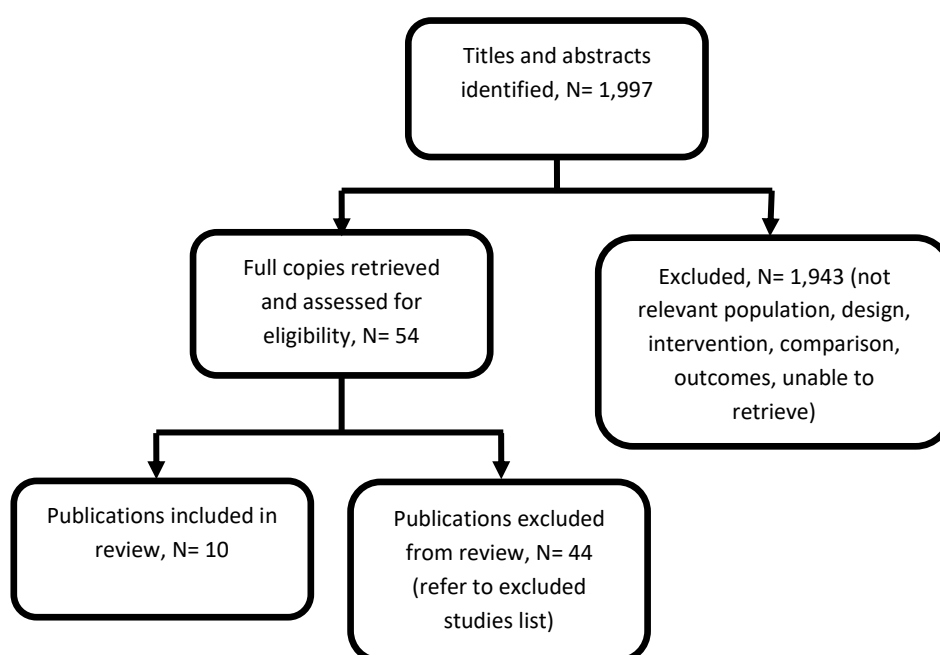 Titles and abstracts
identified, N= 1,997
Full copies retrieved
and assessed for
eligibility, N= 54
Excluded, N= 1,943 (not
relevant population, design,
intervention, comparison,
outcomes, unable to
retrieve)
Publications included in
review, N= 10
Publications excluded
from review, N= 44
(refer to excluded
studies list)